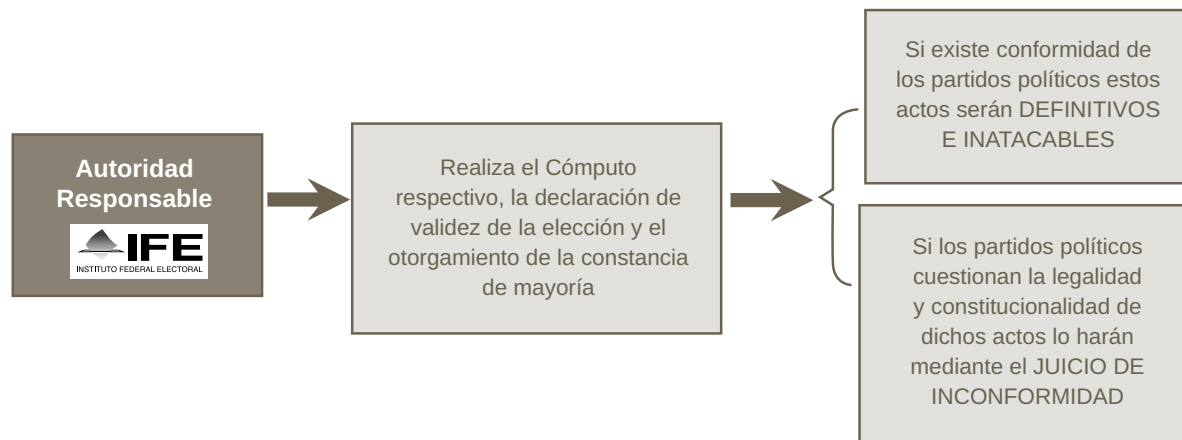 Autoridad
Responsable
IFE
INSTITUTO FEDERAL ELECTORAL
Realiza el Cómputo
respectivo, la declaración de
validez de la elección y el
otorgamiento de la constancia
de mayoría
Si existe conformidad de
los partidos políticos estos
actos serán DEFINITIVOS
E INATACABLES
Si los partidos políticos
cuestionan la legalidad
y constitucionalidad de
dichos actos lo harán
mediante el JUICIO DE
INCONFORMIDAD